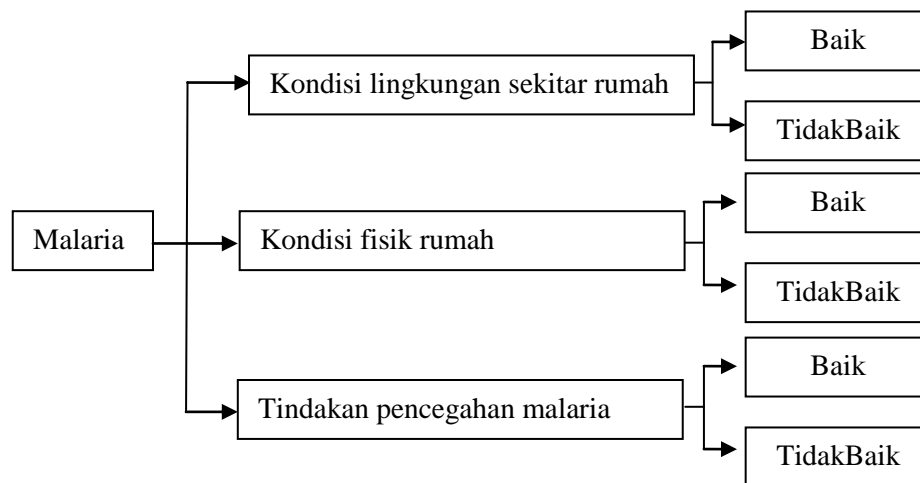 Baik
Kondisi lingkungan sekitar rumah
TidakBaik
Baik
Malaria
Kondisi fisik rumah
TidakBaik
Baik
Tindakan pencegahan malaria
TidakBaik